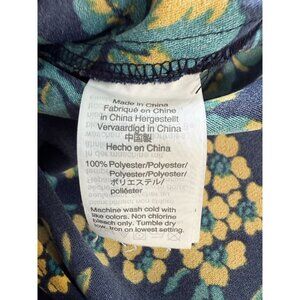 Made in China
Fabriqué en Chine
in China Hergestellt
Vervaardigd in China
中国製
Hecho en China
100% Polyester/Polyester/
Polyester/Polyester/
ポリエステル/
poliéster
Machine wash cold with
like colors. Non chlorine
bleach only. Tumble dry
low. Iron on lowest setting.